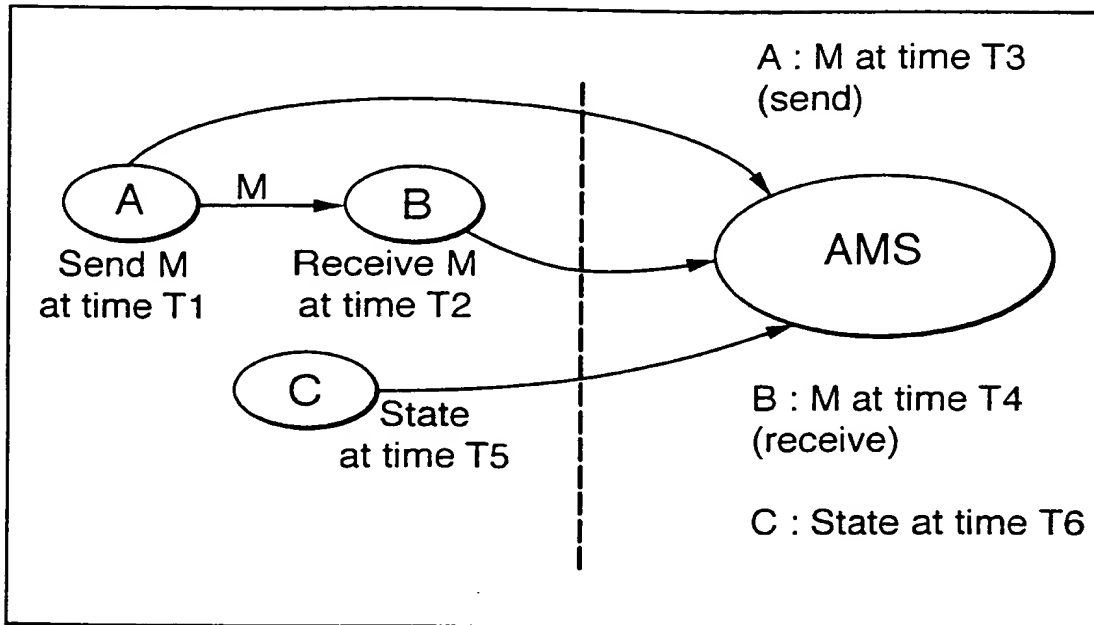 A : M at time T3
(send)
A
M
B
AMS
Send M
at time T1
Receive M
at time T2
C
State
at time T5
B : M at time T4
(receive)
C : State at time T6